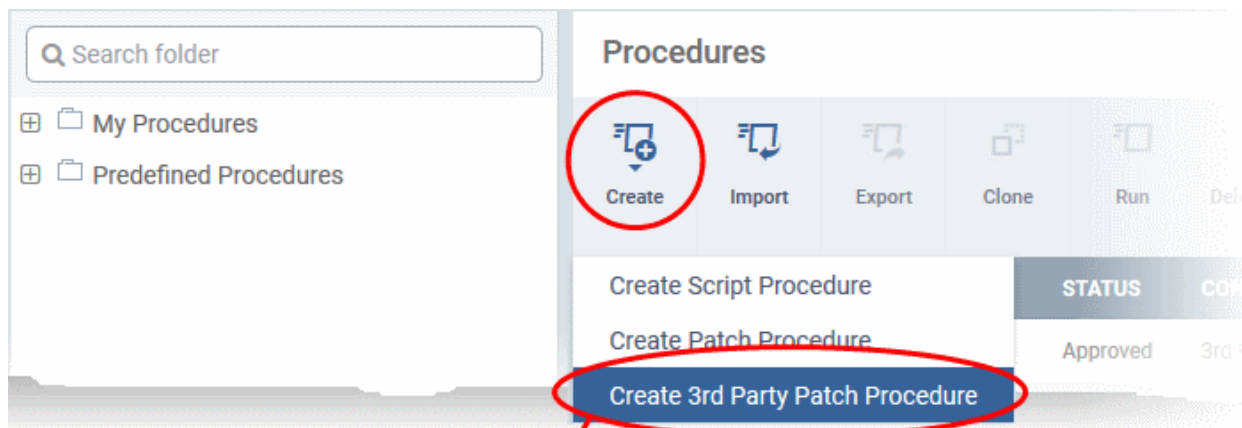 Search folder
My Procedures
Predefined Procedures
Procedures
Create Import Export Clone Run
Create Script Procedure
Create Patch Procedure
Create 3rd Party Patch Procedure
STATUS
Approved 3rd